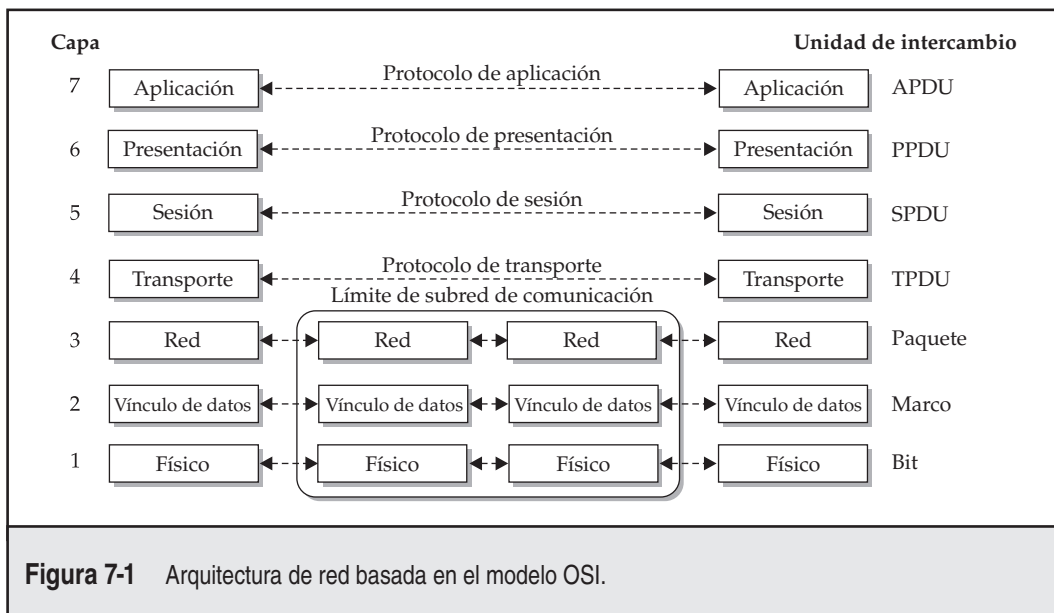 Capa Unidad de intercambio
7 Aplicación Protocolo de aplicación Aplicación APDU
6 Presentación Protocolo de presentación Presentación PPDU
5 Sesión Protocolo de sesión Sesión SPDU
4 Transporte Protocolo de transporte Transporte TPDU
Límite de subred de comunicación
3 Red Red Red Red Paquete
2 Vínculo de datos Vínculo de datos Vínculo de datos Vínculo de datos Marco
1 Físico Físico Físico Físico Bit
Figura 7-1 Arquitectura de red basada en el modelo OSI.